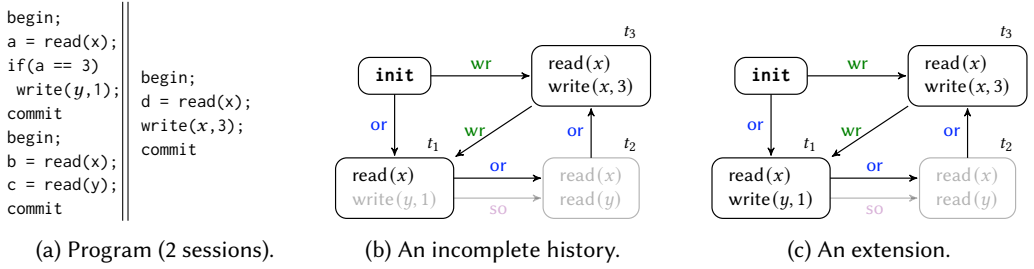 begin;
a = read(x);
if(a == 3)
write(y,1);
commit
begin;
b = read(x);
c = read(y);
commit
begin;
d = read(x);
write(x,3);
commit
(a) Program (2 sessions).
t3
init
wr
read(x)
write(x, 3)
or
wr
or
t1
t2
read(x)
write(y, 1)
or
so
read(x)
read(y)
(b) An incomplete history.
t3
init
wr
read(x)
write(x, 3)
or
wr
or
t1
t2
read(x)
write(y, 1)
or
so
read(x)
read(y)
(c) An extension.